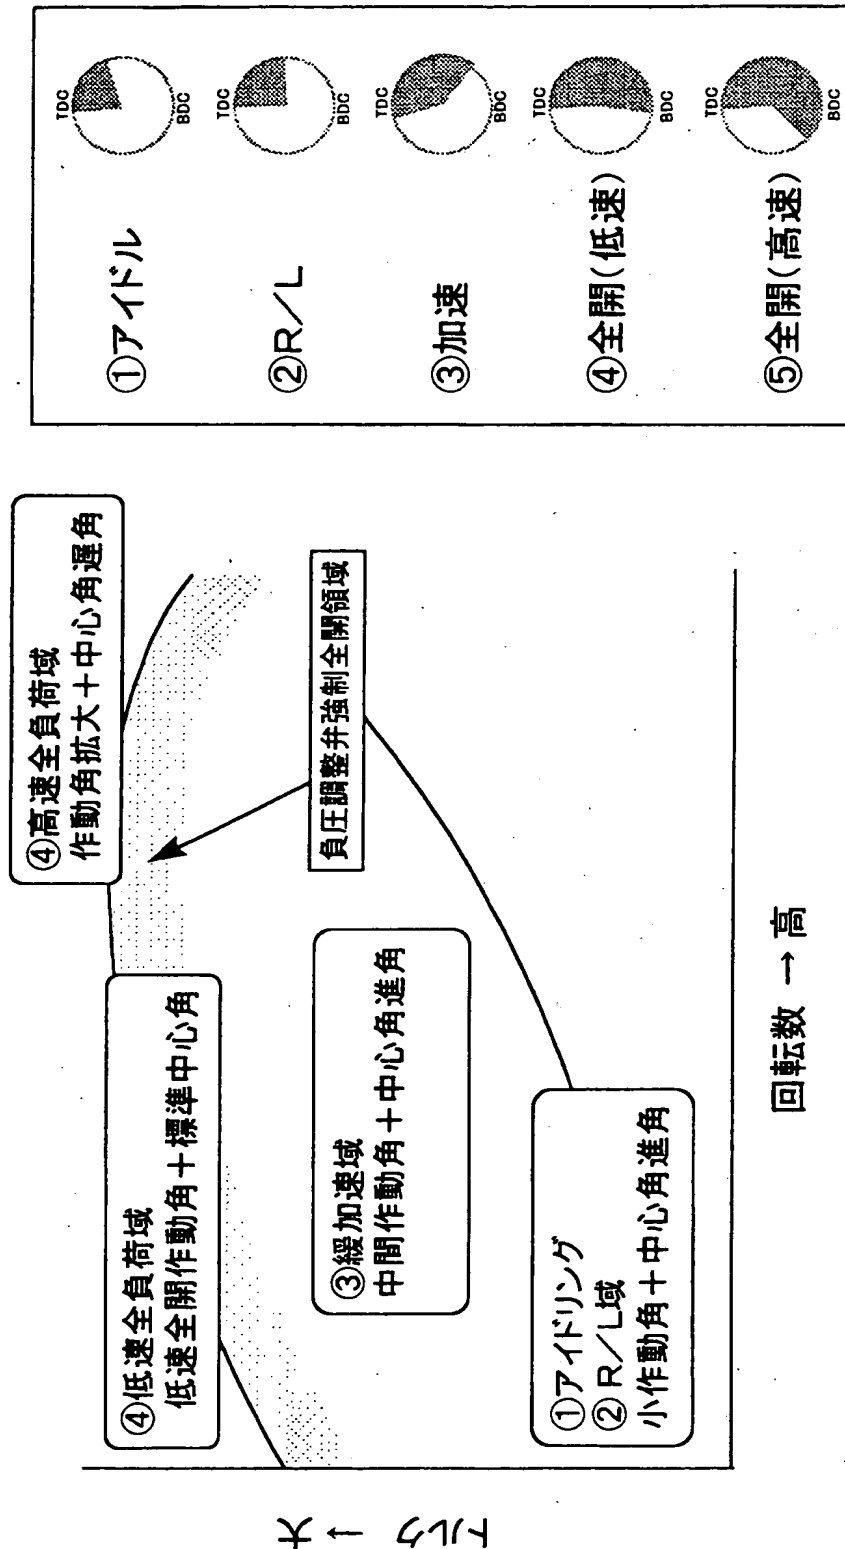 ④低速全負荷域
低速全開作動角＋標準中心角
④高速全負荷域
作動角拡大＋中心角遅角
負圧調整弁強制全開領域
③緩加速域
中間作動角＋中心角進角
①アイドリング
②R／L域
小作動角＋中心角進角
トルク → 大
回転数 → 高
①アイドル
TDC
BDC
②R／L
TDC
BDC
③加速
TDC
BDC
④全開(低速)
TDC
BDC
⑤全開(高速)
TDC
BDC